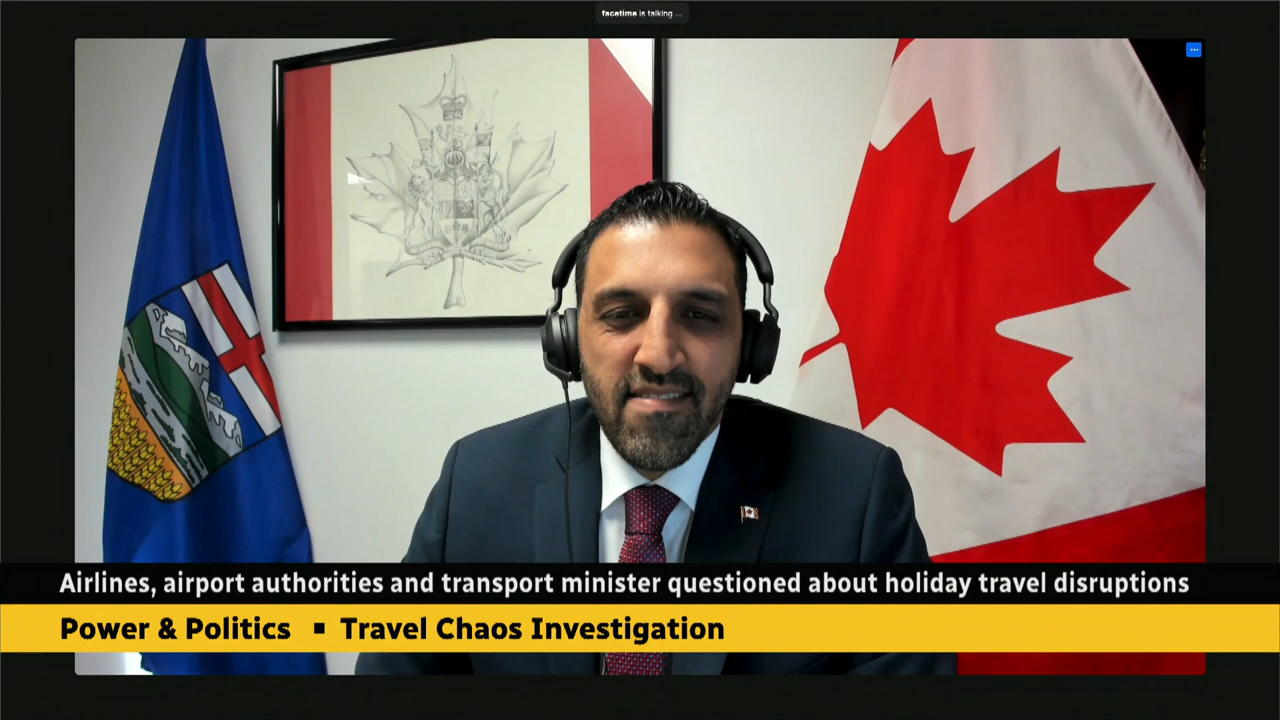 facetime is talking ...
Airlines, airport authorities and transport minister questioned about holiday travel disruptions
Power & Politics ▪ Travel Chaos Investigation